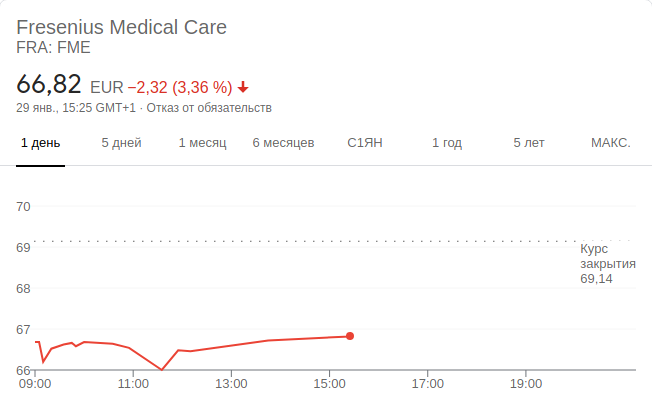 Fresenius Medical Care
FRA: FME
66,82 EUR −2,32 (3,36 %)
29 янв., 15:25 GMT+1 · Отказ от обязательств
1 день 5 дней 1 месяц 6 месяцев С1ЯН 1 год 5 лет МАКС.
70
69
Курс
закрытия
69,14
68
67
66
09:00 11:00 13:00 15:00 17:00 19:00